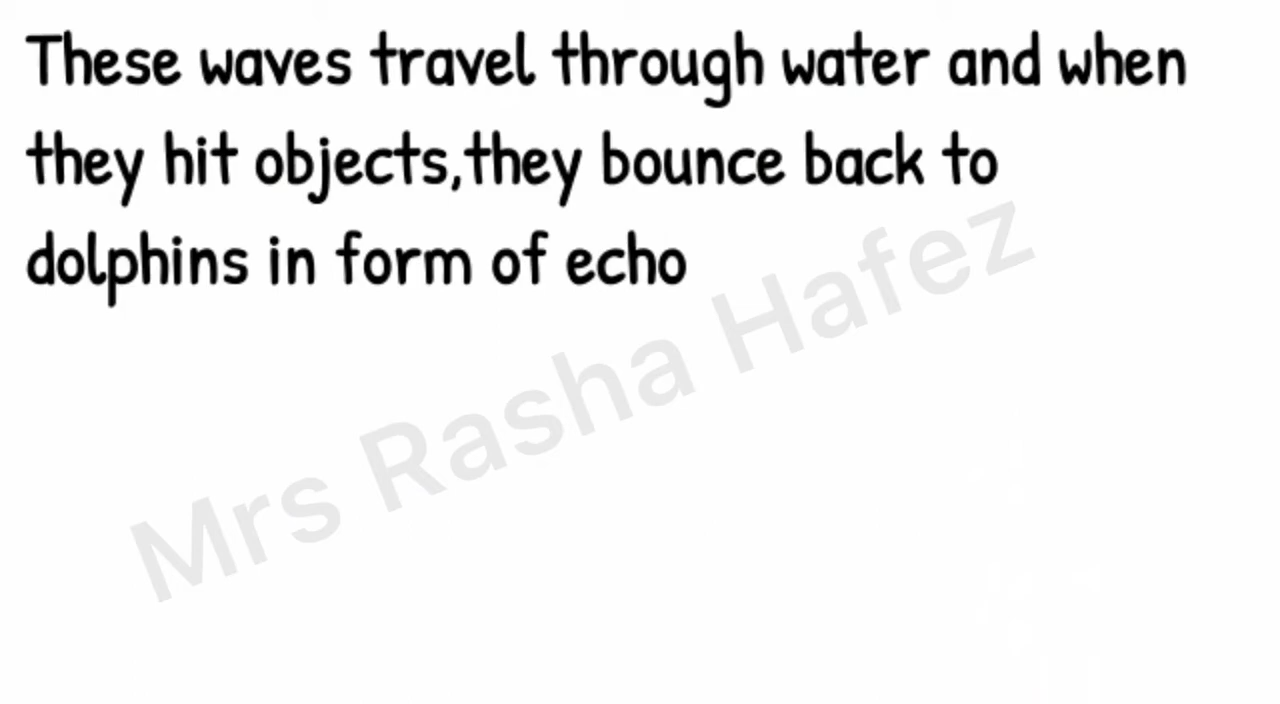 These waves travel through water and when
they hit objects,they bounce back to
dolphins in form of echo
Mrs Rasha Hafez